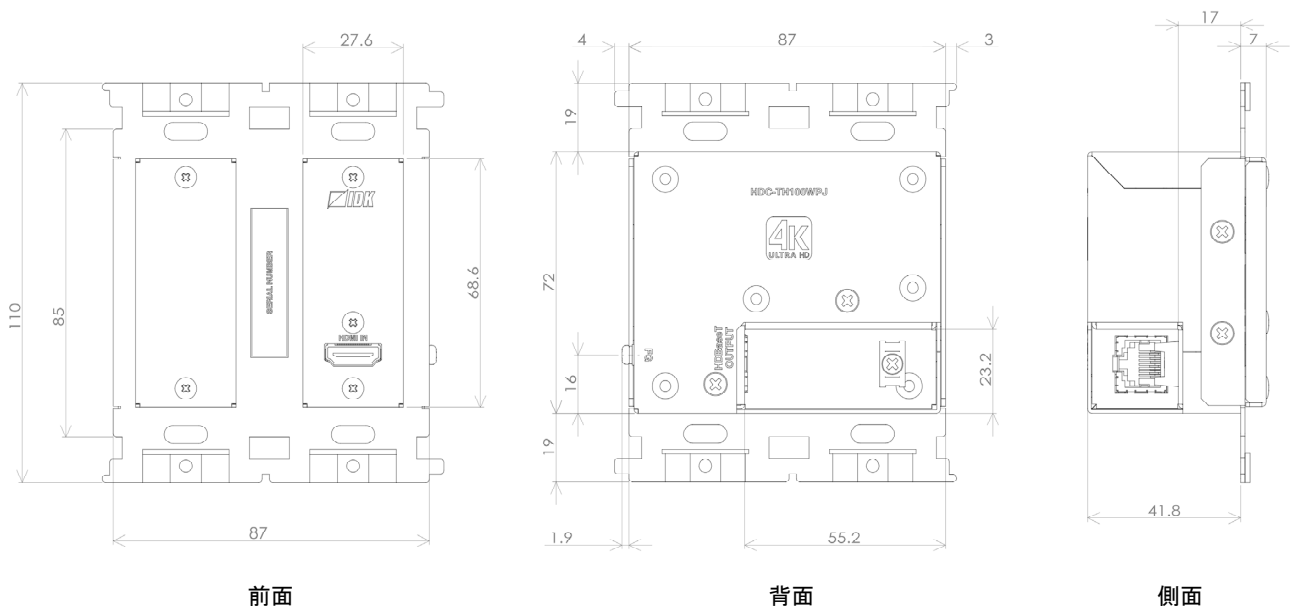 27.6
110
85
68.6
87
IDK
SERIAL NUMBER
HDMI IN
前面
4
87
3
19
72
16
19
23.2
1.9
55.2
HDC-TH100WPJ
4K
ULTRA HD
FG
HDBaseT
OUTPUT
背面
17
7
41.8
側面